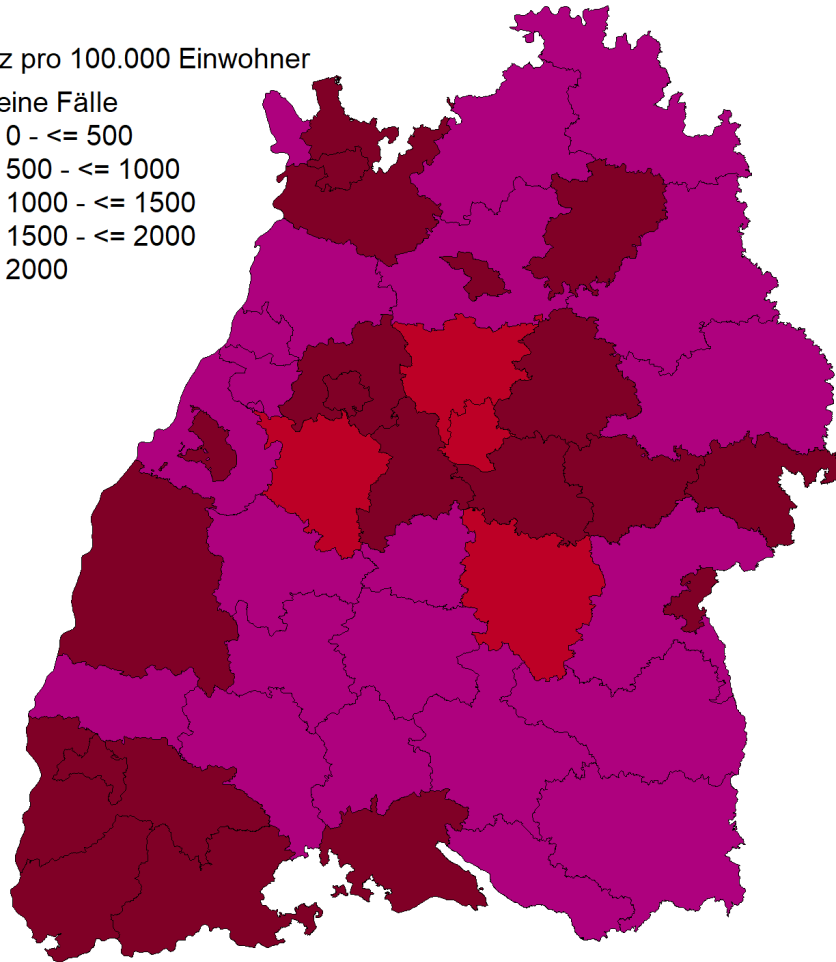 z pro 100.000 Einwohner
eine Fälle
0 - <= 500
500 - <= 1000
1000 - <= 1500
1500 - <= 2000
2000